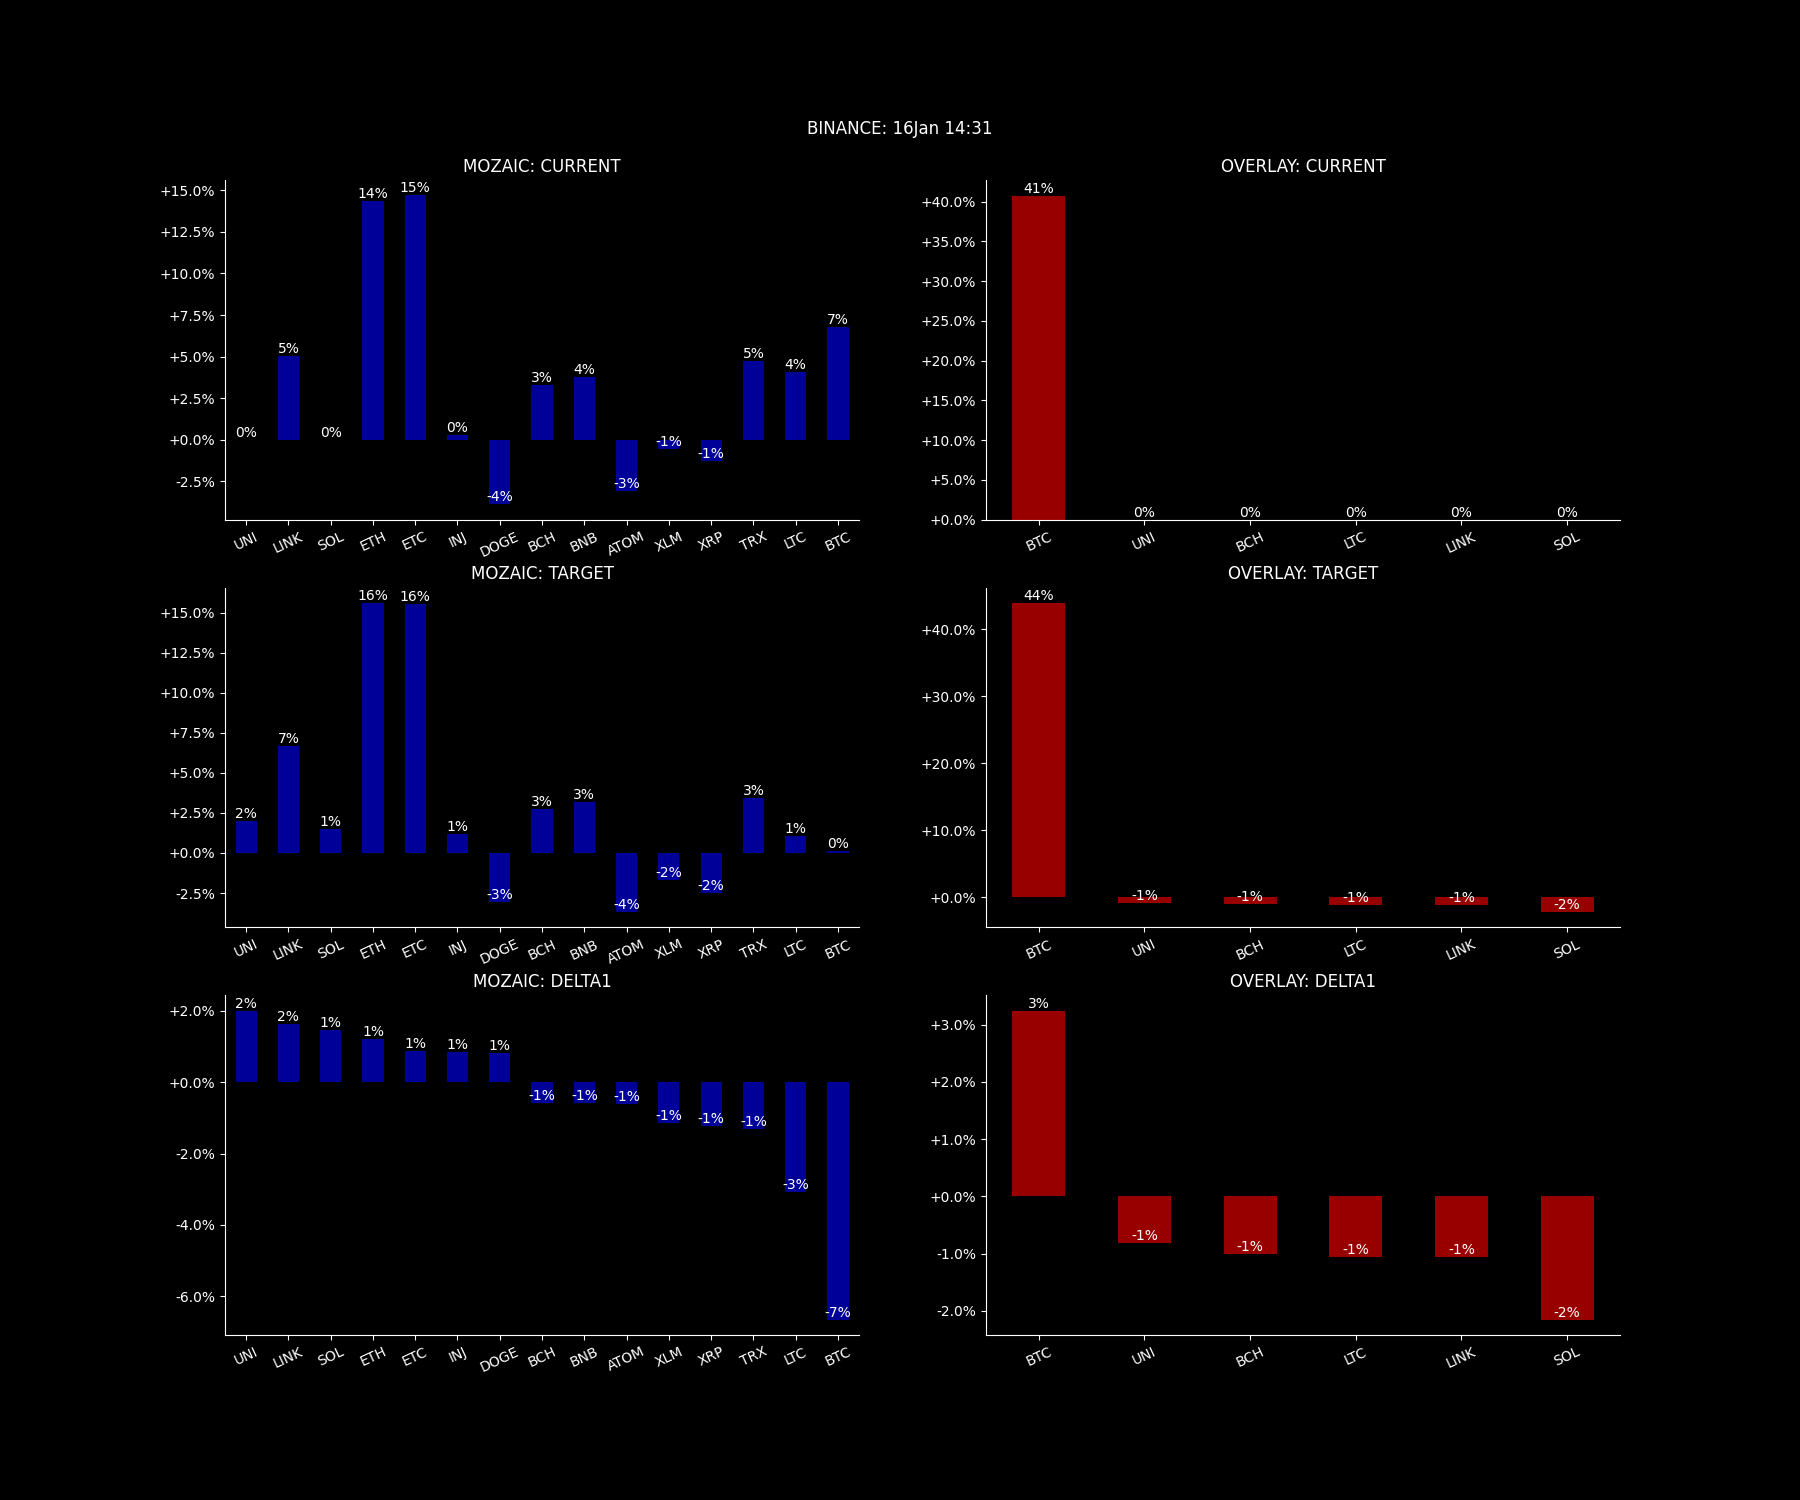 BINANCE: 16Jan 14:31
MOZAIC: CURRENT
+15.0%
+12.5%
+10.0%
+7.5%
+5.0%
+2.5%
+0.0%
-2.5%
0% 5% 0% 14% 15% 0% -4% 3% 4% -3% -1% -1% 5% 4% 7%
UNI LINK SOL ETH ETC INJ DOGE BCH BNB ATOM XLM XRP TRX LTC BTC
OVERLAY: CURRENT
+40.0%
+35.0%
+30.0%
+25.0%
+20.0%
+15.0%
+10.0%
+5.0%
+0.0%
41% 0% 0% 0% 0% 0%
BTC UNI BCH LTC LINK SOL
MOZAIC: TARGET
+15.0%
+12.5%
+10.0%
+7.5%
+5.0%
+2.5%
+0.0%
-2.5%
2% 7% 1% 16% 16% 1% -3% 3% 3% -4% -2% -2% 3% 1% 0%
UNI LINK SOL ETH ETC INJ DOGE BCH BNB ATOM XLM XRP TRX LTC BTC
OVERLAY: TARGET
+40.0%
+30.0%
+20.0%
+10.0%
+0.0%
44% -1% -1% -1% -1% -2%
BTC UNI BCH LTC LINK SOL
MOZAIC: DELTA1
+2.0%
+0.0%
-2.0%
-4.0%
-6.0%
2% 2% 1% 1% 1% 1% 1% -1% -1% -1% -1% -1% -1% -3% -7%
UNI LINK SOL ETH ETC INJ DOGE BCH BNB ATOM XLM XRP TRX LTC BTC
OVERLAY: DELTA1
+3.0%
+2.0%
+1.0%
+0.0%
-1.0%
-2.0%
3% -1% -1% -1% -1% -2%
BTC UNI BCH LTC LINK SOL